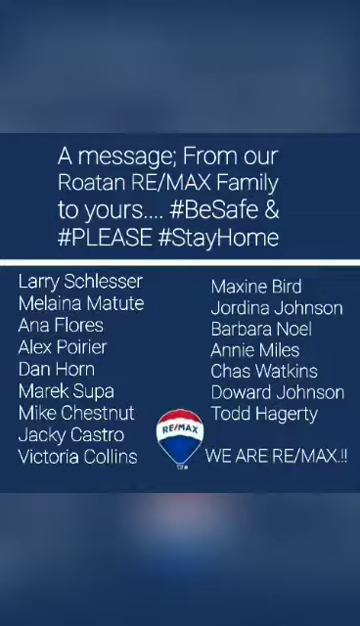 A message; From our
Roatan RE/MAX Family
to yours.... #BeSafe &
#PLEASE #StayHome
Larry Schlesser
Melaina Matute
Ana Flores
Alex Poirier
Dan Horn
Marek Supa
Mike Chestnut
Jacky Castro
Victoria Collins
Maxine Bird
Jordina Johnson
Barbara Noel
Annie Miles
Chas Watkins
Doward Johnson
Todd Hagerty
RE/MAX
WE ARE RE/MAX.!!